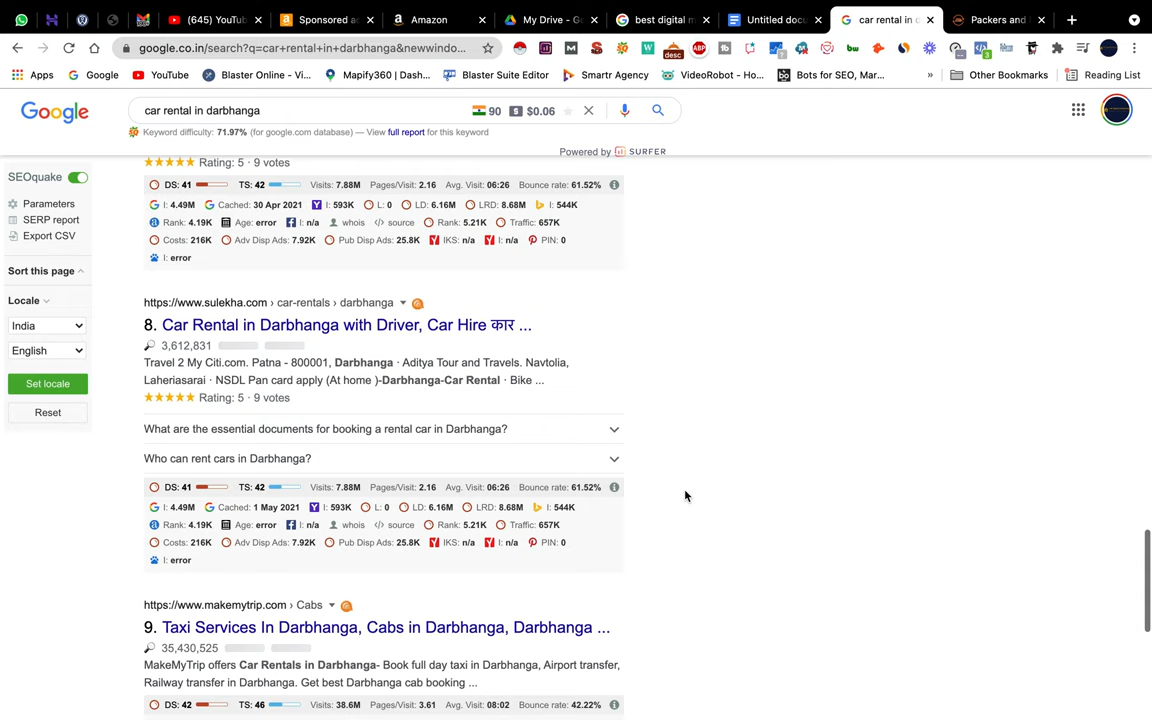 (645) YouTub
Sponsored a
Amazon
My Drive - Go
best digital m
Untitled docu
car rental in d
Packers and
google.co.in/search?q=car+rental+in+darbhanga&newwindo...
Apps
Google
YouTube
Blaster Online - Vi...
Mapify360 | Dash...
Blaster Suite Editor
Smartr Agency
VideoRobot - Ho...
Bots for SEO, Mar...
»
Other Bookmarks
Reading List
Google
car rental in darbhanga
90
$0.06
Keyword difficulty: 71.97% (for google.com database) — View full report for this keyword
Powered by SURFER
SEOquake
Parameters
SERP report
Export CSV
Sort this page
Locale
India
English
Set locale
Reset
Rating: 5 · 9 votes
DS: 41 TS: 42 Visits: 7.88M Pages/Visit: 2.16 Avg. Visit: 06:26 Bounce rate: 61.52%
I: 4.49M Cached: 30 Apr 2021 I: 593K L: 0 LD: 6.16M LRD: 8.68M I: 544K
Rank: 4.19K Age: error I: n/a whois source Rank: 5.21K Traffic: 657K
Costs: 216K Adv Disp Ads: 7.92K Pub Disp Ads: 25.8K IKS: n/a I: n/a PIN: 0
I: error
https://www.sulekha.com › car-rentals › darbhanga
8. Car Rental in Darbhanga with Driver, Car Hire कार ...
3,612,831
Travel 2 My Citi.com. Patna - 800001, Darbhanga · Aditya Tour and Travels. Navtolia,
Laheriasarai · NSDL Pan card apply (At home )-Darbhanga-Car Rental · Bike ...
Rating: 5 · 9 votes
What are the essential documents for booking a rental car in Darbhanga?
Who can rent cars in Darbhanga?
DS: 41 TS: 42 Visits: 7.88M Pages/Visit: 2.16 Avg. Visit: 06:26 Bounce rate: 61.52%
I: 4.49M Cached: 1 May 2021 I: 593K L: 0 LD: 6.16M LRD: 8.68M I: 544K
Rank: 4.19K Age: error I: n/a whois source Rank: 5.21K Traffic: 657K
Costs: 216K Adv Disp Ads: 7.92K Pub Disp Ads: 25.8K IKS: n/a I: n/a PIN: 0
I: error
https://www.makemytrip.com › Cabs
9. Taxi Services In Darbhanga, Cabs in Darbhanga, Darbhanga ...
35,430,525
MakeMyTrip offers Car Rentals in Darbhanga- Book full day taxi in Darbhanga, Airport transfer,
Railway transfer in Darbhanga. Get best Darbhanga cab booking ...
DS: 42 TS: 46 Visits: 38.6M Pages/Visit: 3.61 Avg. Visit: 08:02 Bounce rate: 42.22%